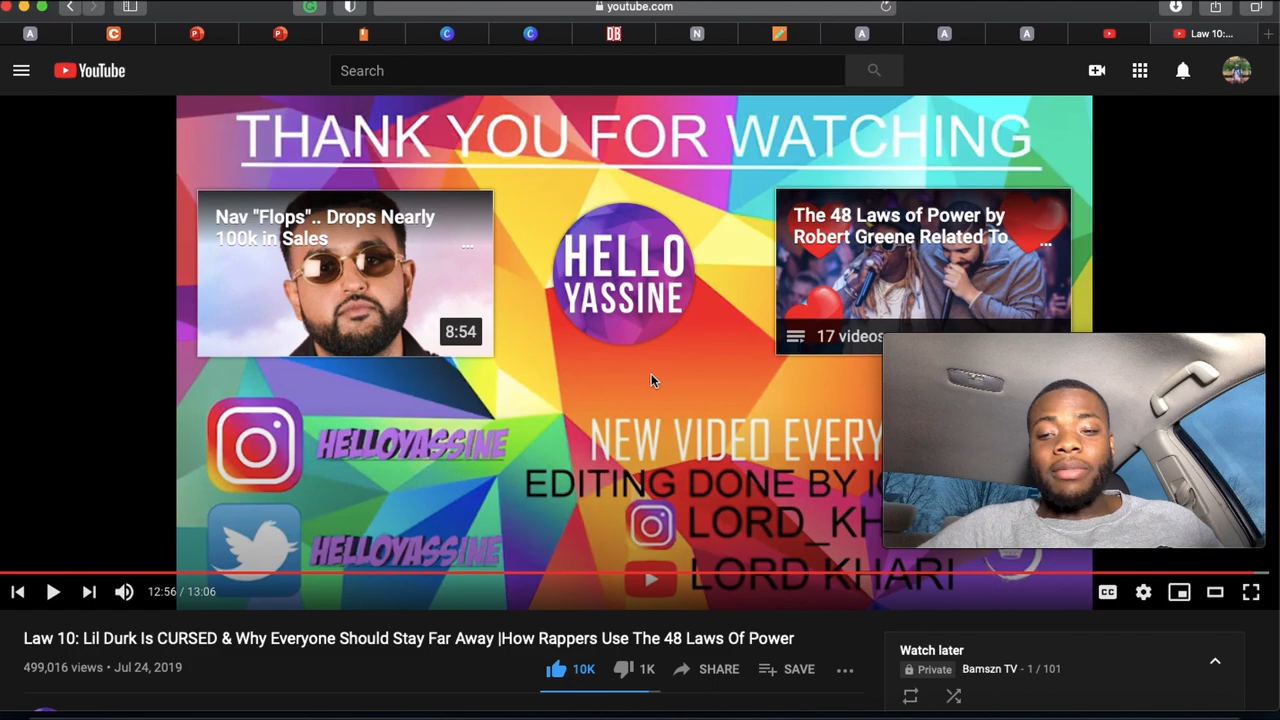 youtube.com
A
C
P
P
C
C
DB
N
A
A
A
Law 10:...
YouTube
Search
THANK YOU FOR WATCHING
Nav "Flops".. Drops Nearly
100k in Sales
8:54
HELLO
YASSINE
The 48 Laws of Power by
Robert Greene Related To
17 videos
HELLOYASSINE
NEW VIDEO EVERY
EDITING DONE BY
LORD_KH
HELLOYASSINE
LORD KHARI
12:56 / 13:06
CC
Law 10: Lil Durk Is CURSED & Why Everyone Should Stay Far Away |How Rappers Use The 48 Laws Of Power
499,016 views • Jul 24, 2019
10K
1K
SHARE
SAVE
Watch later
Private
Bamszn TV - 1 / 101